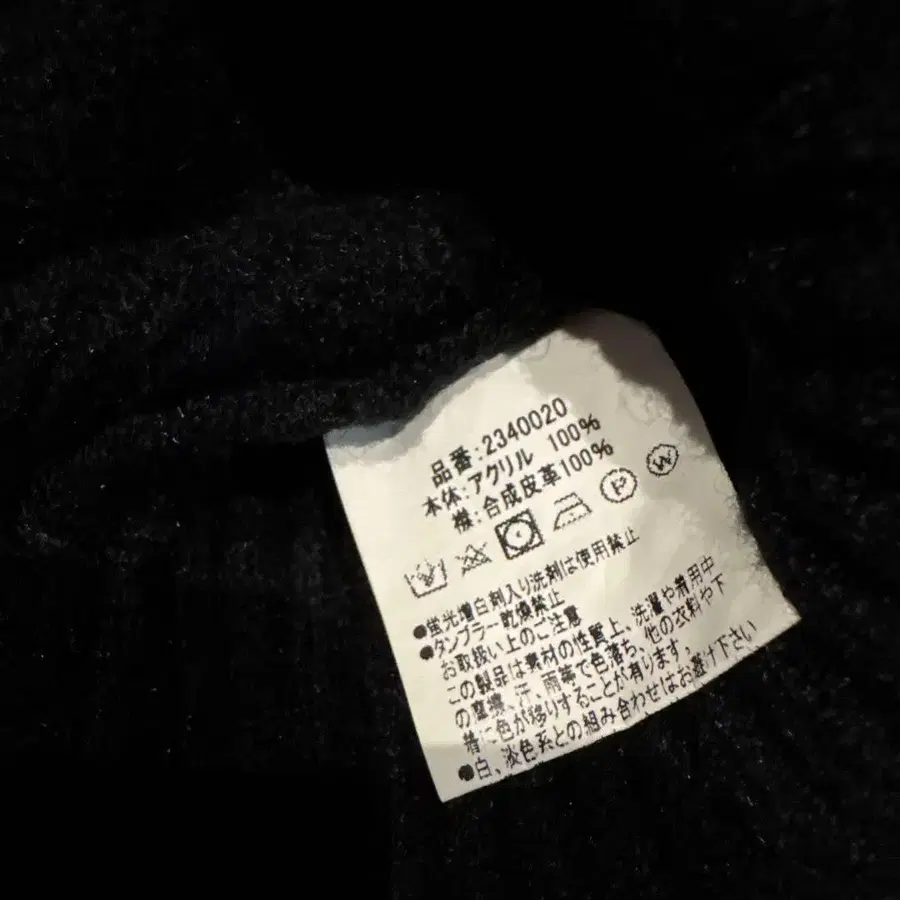 品番:2340020
本体:アクリル 100%
様:合成皮革100%
P W
●蛍光増白剤入り洗剤は使用禁止
●タンブラー乾燥禁止
お取扱い上のご注意
この製品は素材の性質上、洗濯や着用中
の摩擦、汗、雨等で色落ち、他の衣料や下
着に色が移りすることが有ります。
●白、淡色系との組み合わせはお避け下さい